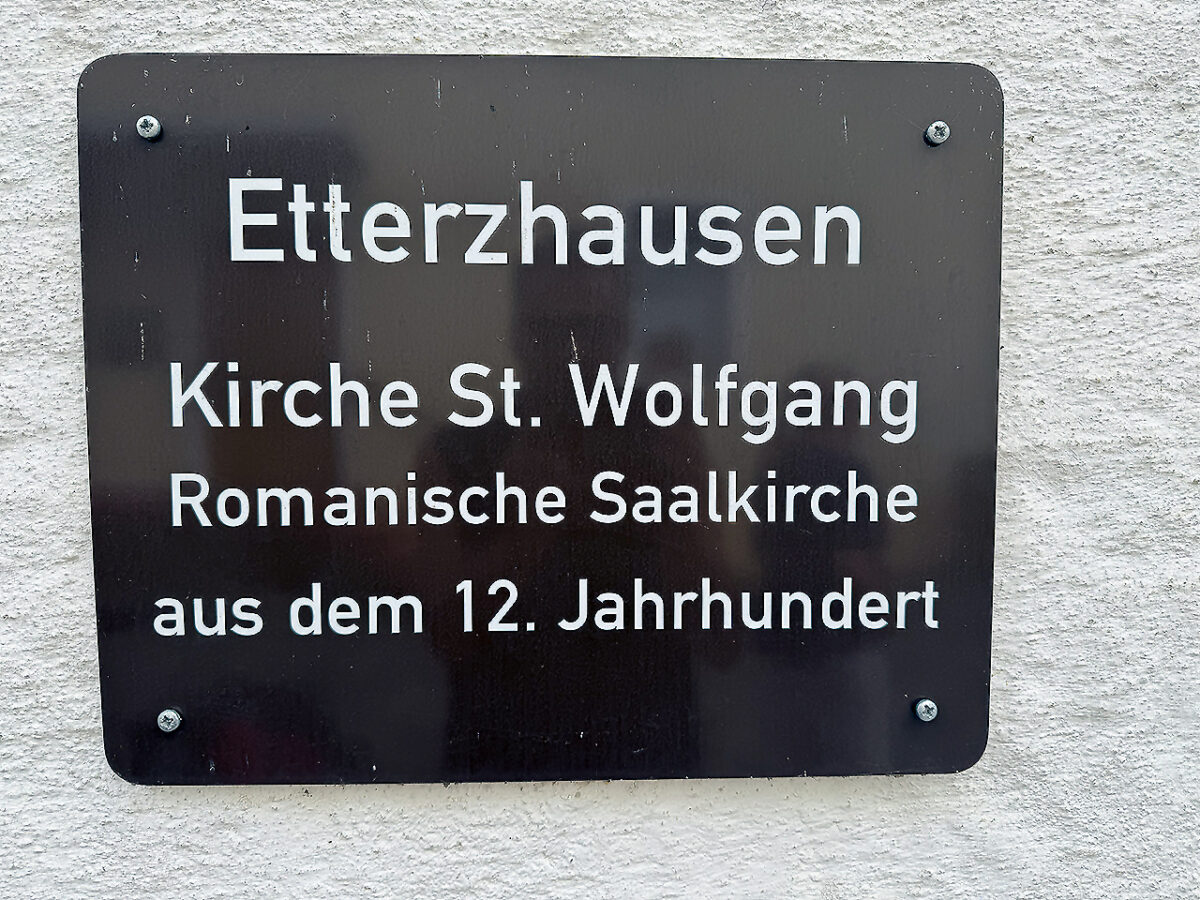 Etterzhausen
Kirche St. Wolfgang
Romanische Saalkirche
aus dem 12. Jahrhundert